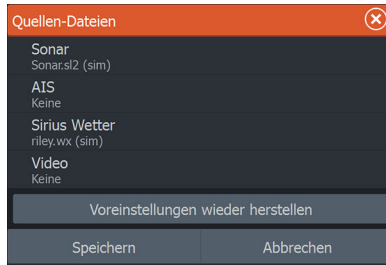 Quellen-Dateien
Sonar
Sonar.sl2 (sim)
AIS
Keine
Sirius Wetter
riley.wx (sim)
Video
Keine
Voreinstellungen wieder herstellen
Speichern
Abbrechen